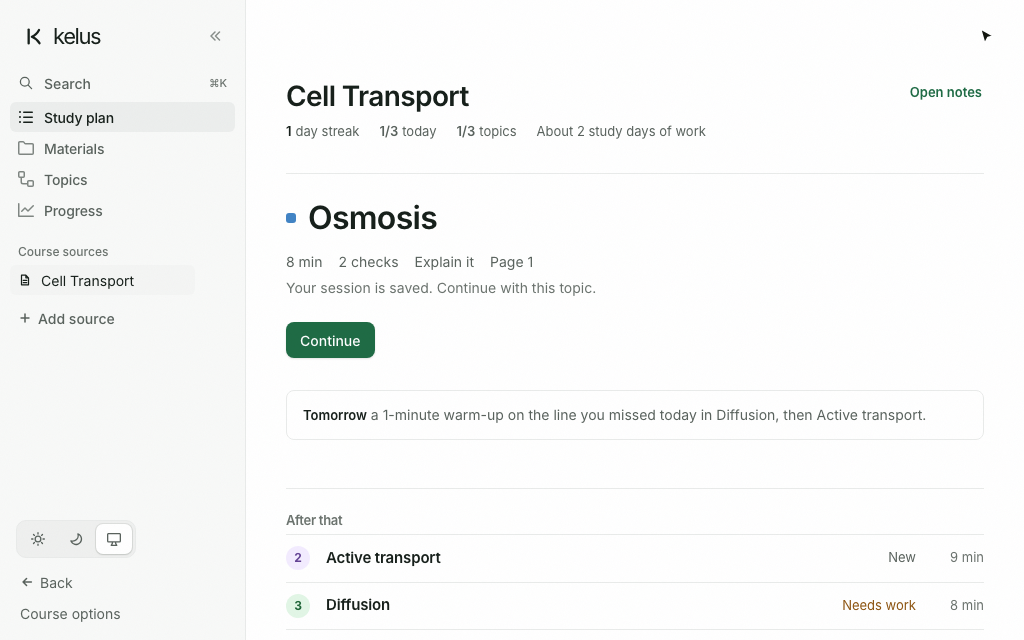 kelus
Search ⌘K
Study plan
Materials
Topics
Progress
Course sources
Cell Transport
+ Add source
Back
Course options
Cell Transport
Open notes
1 day streak 1/3 today 1/3 topics About 2 study days of work
Osmosis
8 min 2 checks Explain it Page 1
Your session is saved. Continue with this topic.
Continue
Tomorrow a 1-minute warm-up on the line you missed today in Diffusion, then Active transport.
After that
2 Active transport New 9 min
3 Diffusion Needs work 8 min